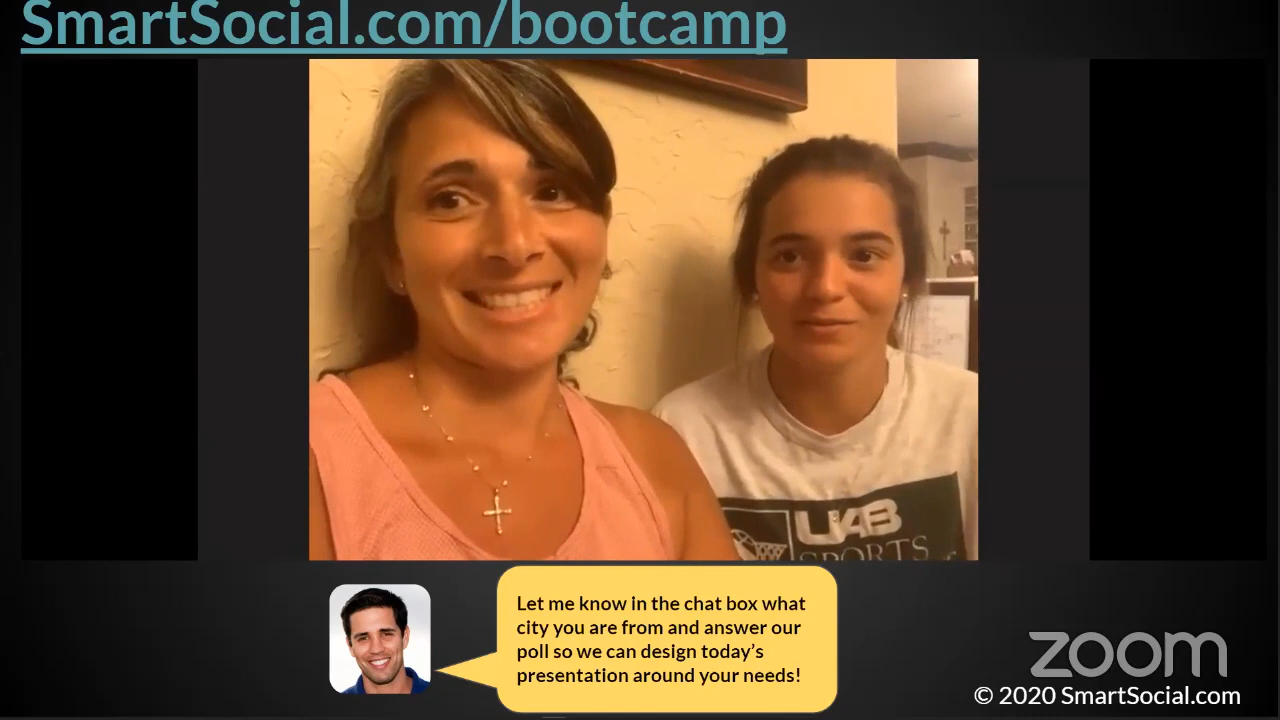 SmartSocial.com/bootcamp
UAB
SPORTS
Let me know in the chat box what
city you are from and answer our
poll so we can design today’s
presentation around your needs!
zoom
© 2020 SmartSocial.com